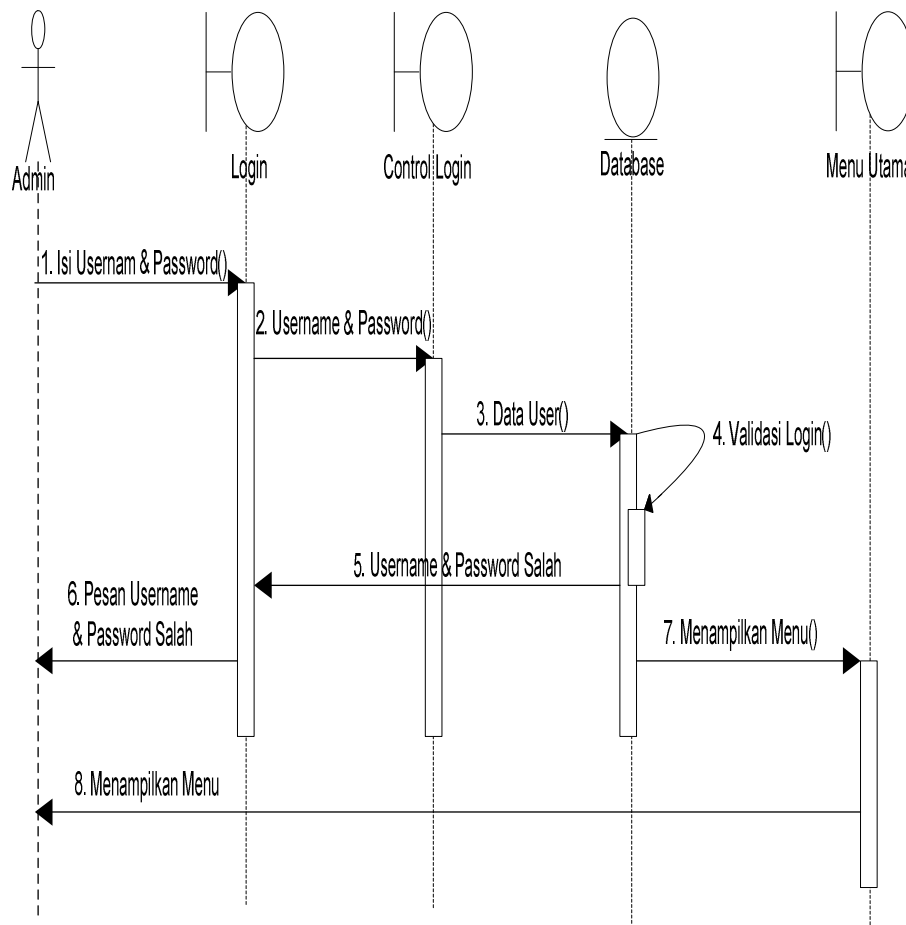 Admin
Login
Control Login
Database
Menu Utama
1. Isi Usernam & Password()
2. Username & Password()
3. Data User()
4. Validasi Login()
5. Username & Password Salah
6. Pesan Username
& Password Salah
7. Menampilkan Menu()
8. Menampilkan Menu